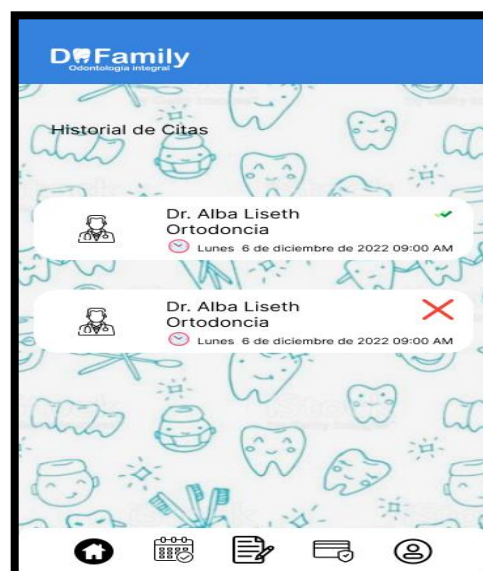 DFamily
Odontología integral
Historial de Citas
Dr. Alba Liseth
Ortodoncia
Lunes 6 de diciembre de 2022 09:00 AM
Dr. Alba Liseth
Ortodoncia
Lunes 6 de diciembre de 2022 09:00 AM